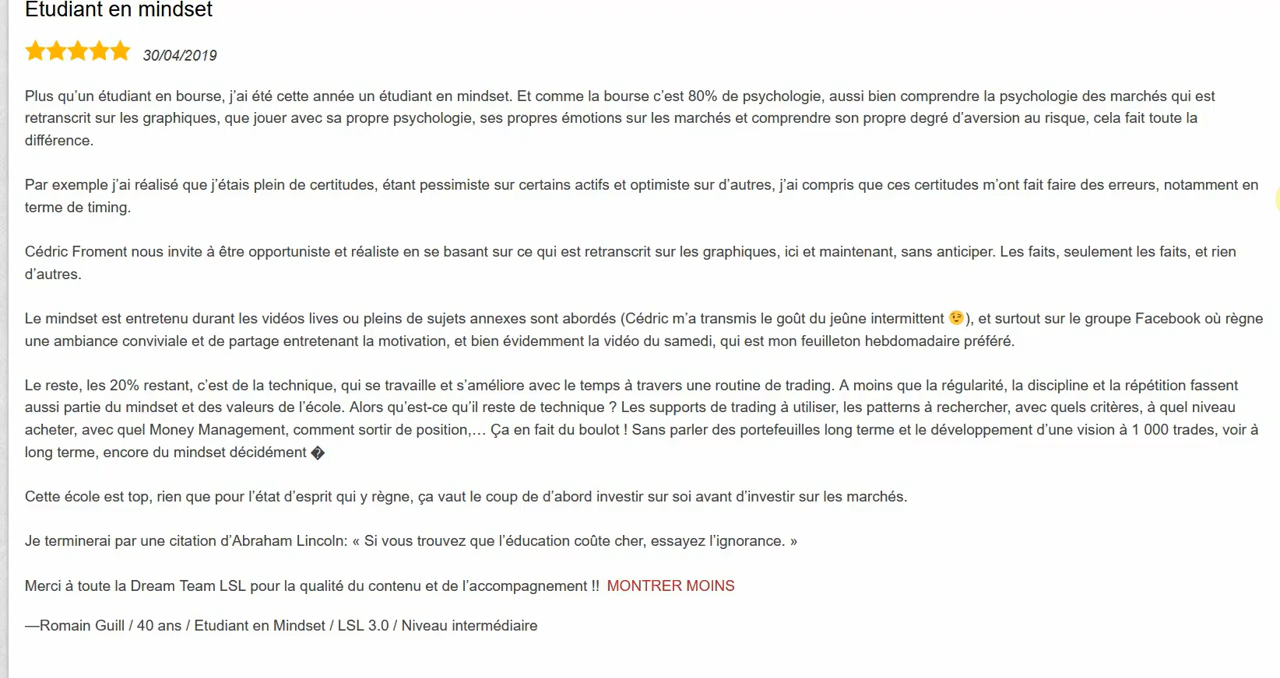 Etudiant en mindset
30/04/2019
Plus qu’un étudiant en bourse, j’ai été cette année un étudiant en mindset. Et comme la bourse c’est 80% de psychologie, aussi bien comprendre la psychologie des marchés qui est
retranscrit sur les graphiques, que jouer avec sa propre psychologie, ses propres émotions sur les marchés et comprendre son propre degré d’aversion au risque, cela fait toute la
différence.
Par exemple j’ai réalisé que j’étais plein de certitudes, étant pessimiste sur certains actifs et optimiste sur d’autres, j’ai compris que ces certitudes m’ont fait faire des erreurs, notamment en
terme de timing.
Cédric Froment nous invite à être opportuniste et réaliste en se basant sur ce qui est retranscrit sur les graphiques, ici et maintenant, sans anticiper. Les faits, seulement les faits, et rien
d’autres.
Le mindset est entretenu durant les vidéos lives ou pleins de sujets annexes sont abordés (Cédric m’a transmis le goût du jeûne intermittent 😉), et surtout sur le groupe Facebook où règne
une ambiance conviviale et de partage entretenant la motivation, et bien évidemment la vidéo du samedi, qui est mon feuilleton hebdomadaire préféré.
Le reste, les 20% restant, c’est de la technique, qui se travaille et s’améliore avec le temps à travers une routine de trading. A moins que la régularité, la discipline et la répétition fassent
aussi partie du mindset et des valeurs de l’école. Alors qu’est-ce qu’il reste de technique ? Les supports de trading à utiliser, les patterns à rechercher, avec quels critères, à quel niveau
acheter, avec quel Money Management, comment sortir de position,… Ça en fait du boulot ! Sans parler des portefeuilles long terme et le développement d’une vision à 1 000 trades, voir à
long terme, encore du mindset décidément �
Cette école est top, rien que pour l’état d’esprit qui y règne, ça vaut le coup de d’abord investir sur soi avant d’investir sur les marchés.
Je terminerai par une citation d’Abraham Lincoln: « Si vous trouvez que l’éducation coûte cher, essayez l’ignorance. »
Merci à toute la Dream Team LSL pour la qualité du contenu et de l’accompagnement !! MONTRER MOINS
—Romain Guill / 40 ans / Etudiant en Mindset / LSL 3.0 / Niveau intermédiaire